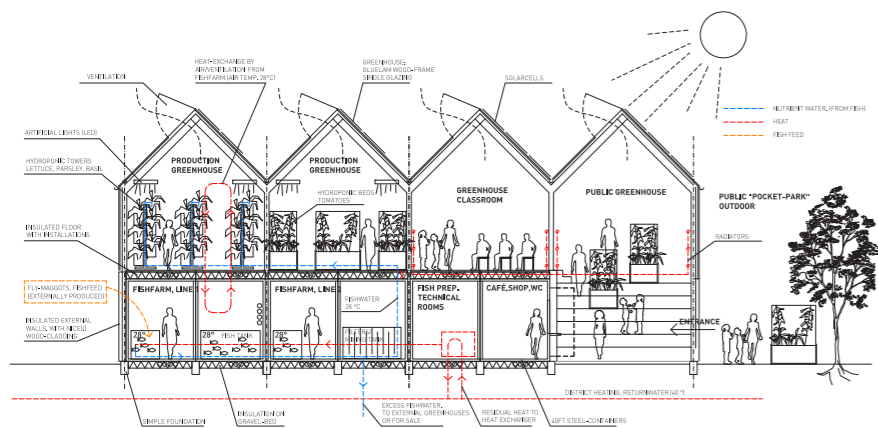 HEAT-EXCHANGE BY
AIR/VENTILATION FROM
FISHFARM (AIR TEMP. 28°C)
GREENHOUSE:
GLUELAM WOOD-FRAME
SINGLE GLAZING
VENTILATION
SOLARCELLS
NUTRIENT WATER, (FROM FISH)
HEAT
FISH FEED
ARTIFICIAL LIGHTS (LED)
HYDROPONIC TOWERS
LETTUCE, PARSLEY, BASIL
PRODUCTION
GREENHOUSE
PRODUCTION
GREENHOUSE
HYDROPONIC BEDS
TOMATOES
GREENHOUSE
CLASSROOM
PUBLIC GREENHOUSE
PUBLIC "POCKET-PARK"
OUTDOOR
INSULATED FLOOR
WITH INSTALLATIONS
RADIATORS
FLY-MAGGOTS, FISHFEED
(EXTERNALLY PRODUCED)
FISHFARM, LINE 1
FISHFARM, LINE 2
FISHWATER
28 °C
FISH PREP.
TECHNICAL
ROOMS
CAFÉ,SHOP,WC
INSULATED EXTERNAL
WALLS, WITH
WOOD-CLADDING
28°
28°
FISH TANK
28°
MIXING TANK
ENTRANCE
DISTRICT HEATING, RETURNWATER (40 °)
SIMPLE FOUNDATION
INSULATION ON
GRAVEL-BED
EXCESS FISHWATER,
TO EXTERNAL GREENHOUSES
OR FOR SALE
RESIDUAL HEAT TO
HEAT EXCHANGER
40FT STEEL-CONTAINERS